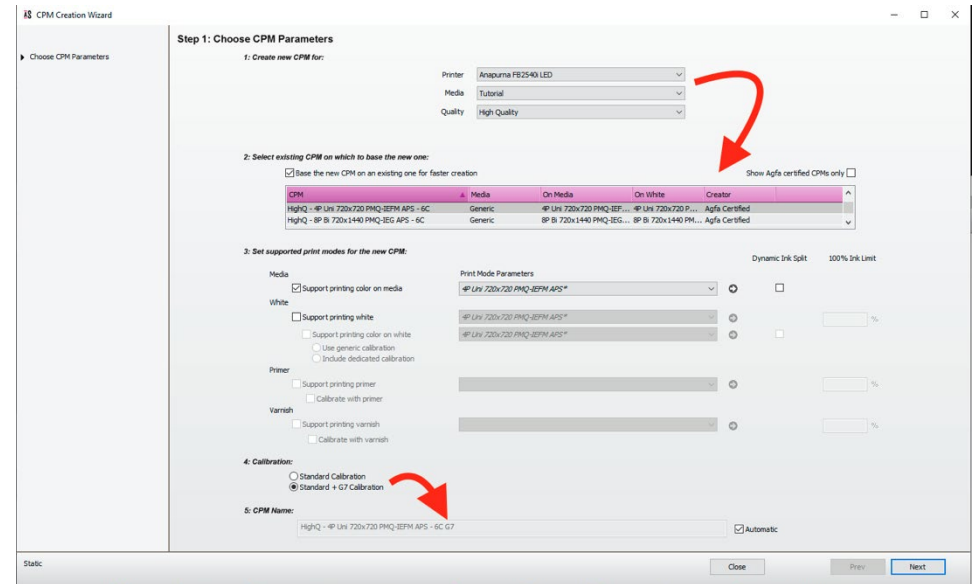 CPM Creation Wizard
Step 1: Choose CPM Parameters
Choose CPM Parameters
1: Create new CPM for:
Printer Anapurna FB2540i LED
Media Tutorial
Quality High Quality
2: Select existing CPM on which to base the new one:
Base the new CPM on an existing one for faster creation Show Agfa certified CPMs only
CPM Media On Media On White Creator
HighQ - 4P Uni 720x720 PMQ-IEFM APS - 6C Generic 4P Uni 720x720 PMQ-IEF... 4P Uni 720x720 P... Agfa Certified
HighQ - 8P Bi 720x1440 PMQ-IEG APS - 6C Generic 8P Bi 720x1440 PMQ-IEG... 8P Bi 720x1440 PM... Agfa Certified
3: Set supported print modes for the new CPM:
Dynamic Ink Split 100% Ink Limit
Media Print Mode Parameters
Support printing color on media 4P Uni 720x720 PMQ-IEFM APS*
White
Support printing white 4P Uni 720x720 PMQ-IEFM APS* %
Support printing color on white 4P Uni 720x720 PMQ-IEFM APS*
Use generic calibration
Include dedicated calibration
Primer
Support printing primer %
Calibrate with primer
Varnish
Support printing varnish %
Calibrate with varnish
4: Calibration:
Standard Calibration
Standard + G7 Calibration
5: CPM Name:
HighQ - 4P Uni 720x720 PMQ-IEFM APS - 6C G7 Automatic
Static Close Prev Next